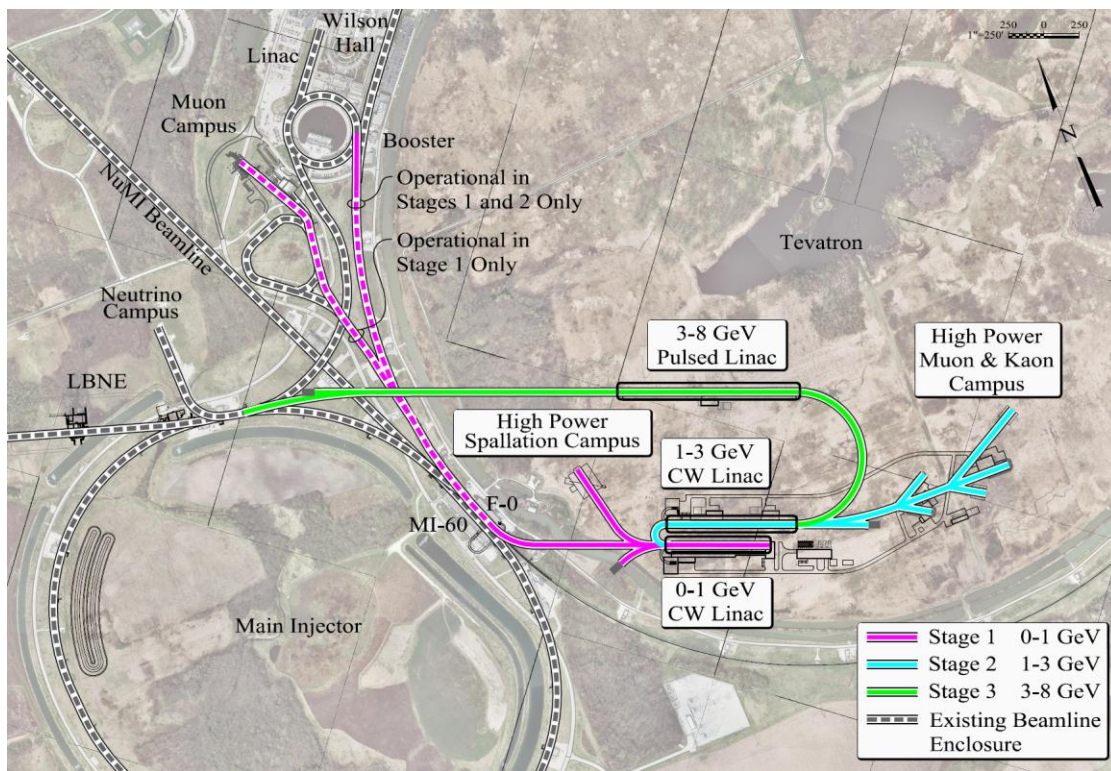 Wilson
Hall
Linac
Muon
Campus
NuMI Beamline
Booster
Operational in
Stages 1 and 2 Only
Operational in
Stage 1 Only
Neutrino
Campus
LBNE
250 0 250
1"=250'
N
Tevatron
3-8 GeV
Pulsed Linac
High Power
Muon & Kaon
Campus
High Power
Spallation Campus
1-3 GeV
CW Linac
F-0
MI-60
0-1 GeV
CW Linac
Main Injector
Stage 1 0-1 GeV
Stage 2 1-3 GeV
Stage 3 3-8 GeV
Existing Beamline
Enclosure